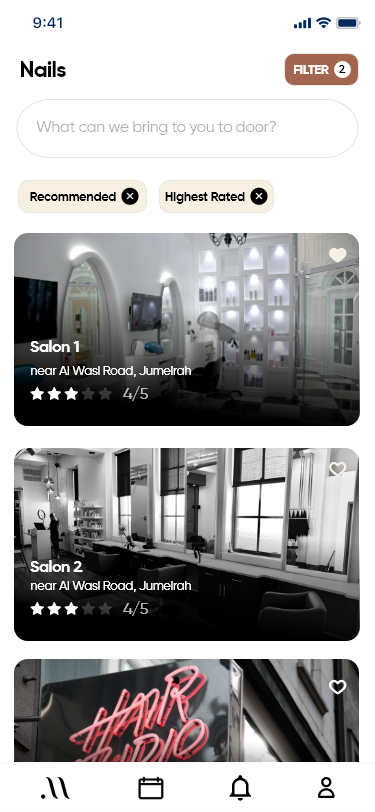 9:41
Nails
FILTER 2
What can we bring to you to door?
Recommended
Highest Rated
Salon 1
near Al Wasl Road, Jumeirah
4/5
Salon 2
near Al Wasl Road, Jumeirah
4/5
HAIR
STUDIO